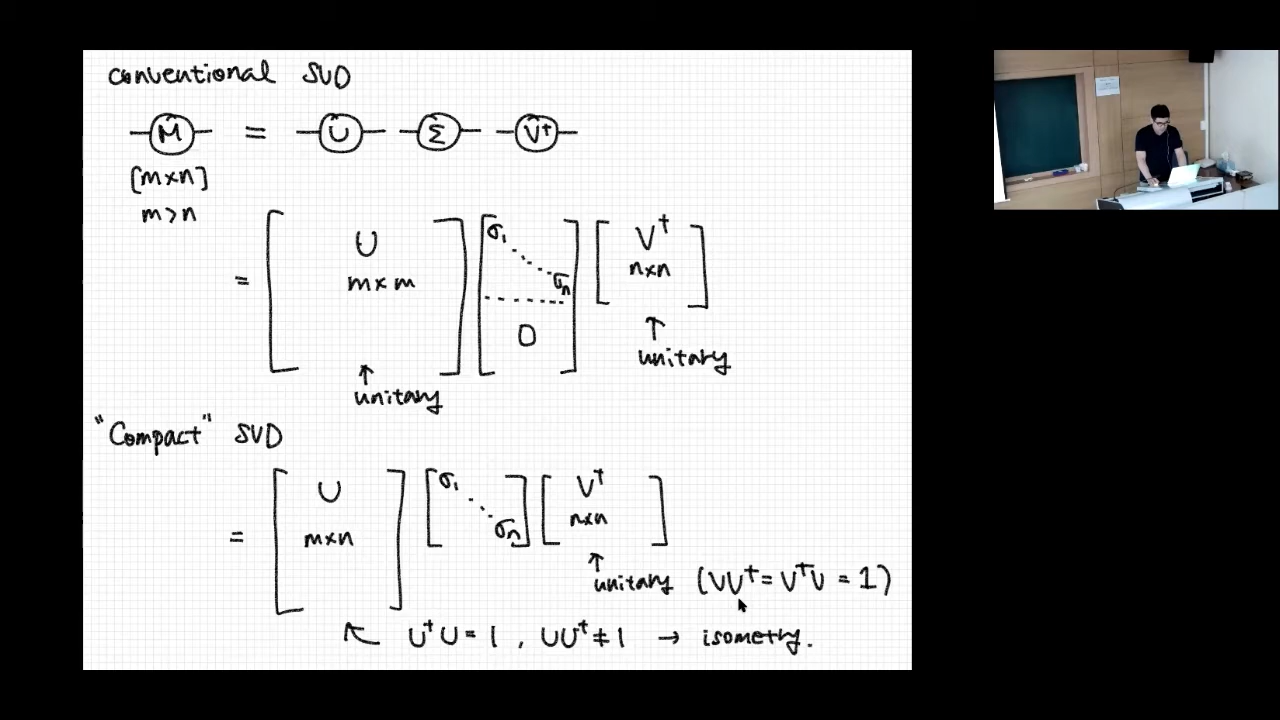 conventional SVD
M = U Σ V†
[m×n]
m>n
= [ U m×m ] [ σ₁ ⋱ σₙ 0 ] [ V† n×n ]
↑ unitary
↑ unitary
"Compact" SVD
= [ U m×n ] [ σ₁ ⋱ σₙ ] [ V† n×n ]
↑ unitary (VV† = V†V = 1)
↖ U†U = 1 , UU† ≠ 1 → isometry.